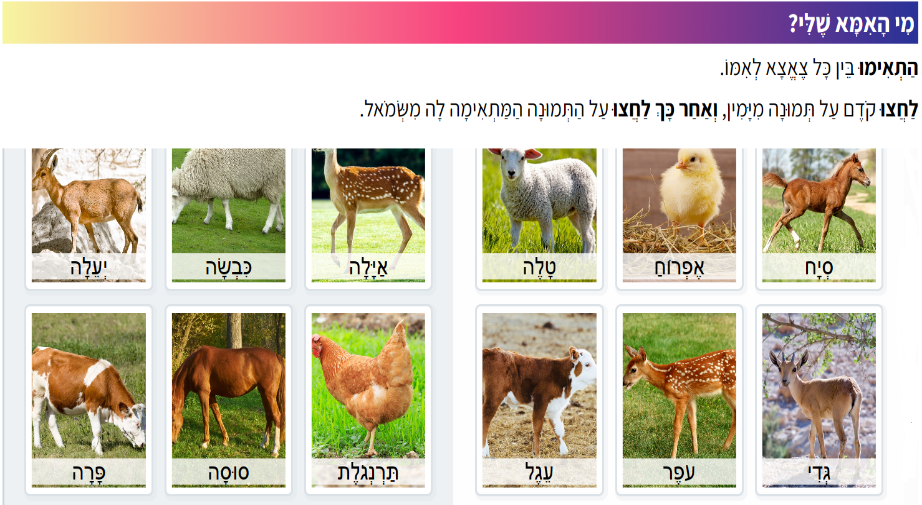 מִי הָאִמָּא שֶׁלִּי?
הַתְאִימוּ בֵּין כָּל צֶאֱצָא לְאִמּוֹ.
לַחֲצוּ קֹדֶם עַל תְּמוּנָה מִיָּמִין, וְאַחַר כָּךְ לַחֲצוּ עַל הַתְּמוּנָה הַמַּתְאִימָה לָהּ מִשְּׂמֹאל.
סְיָח
אֶפְרוֹחַ
טָלֶה
אַיָּלָה
כִּבְשָׂה
יְעֵלָה
גְּדִי
עֹפֶר
עֵגֶל
תַּרְנְגֹלֶת
סוּסָה
פָּרָה